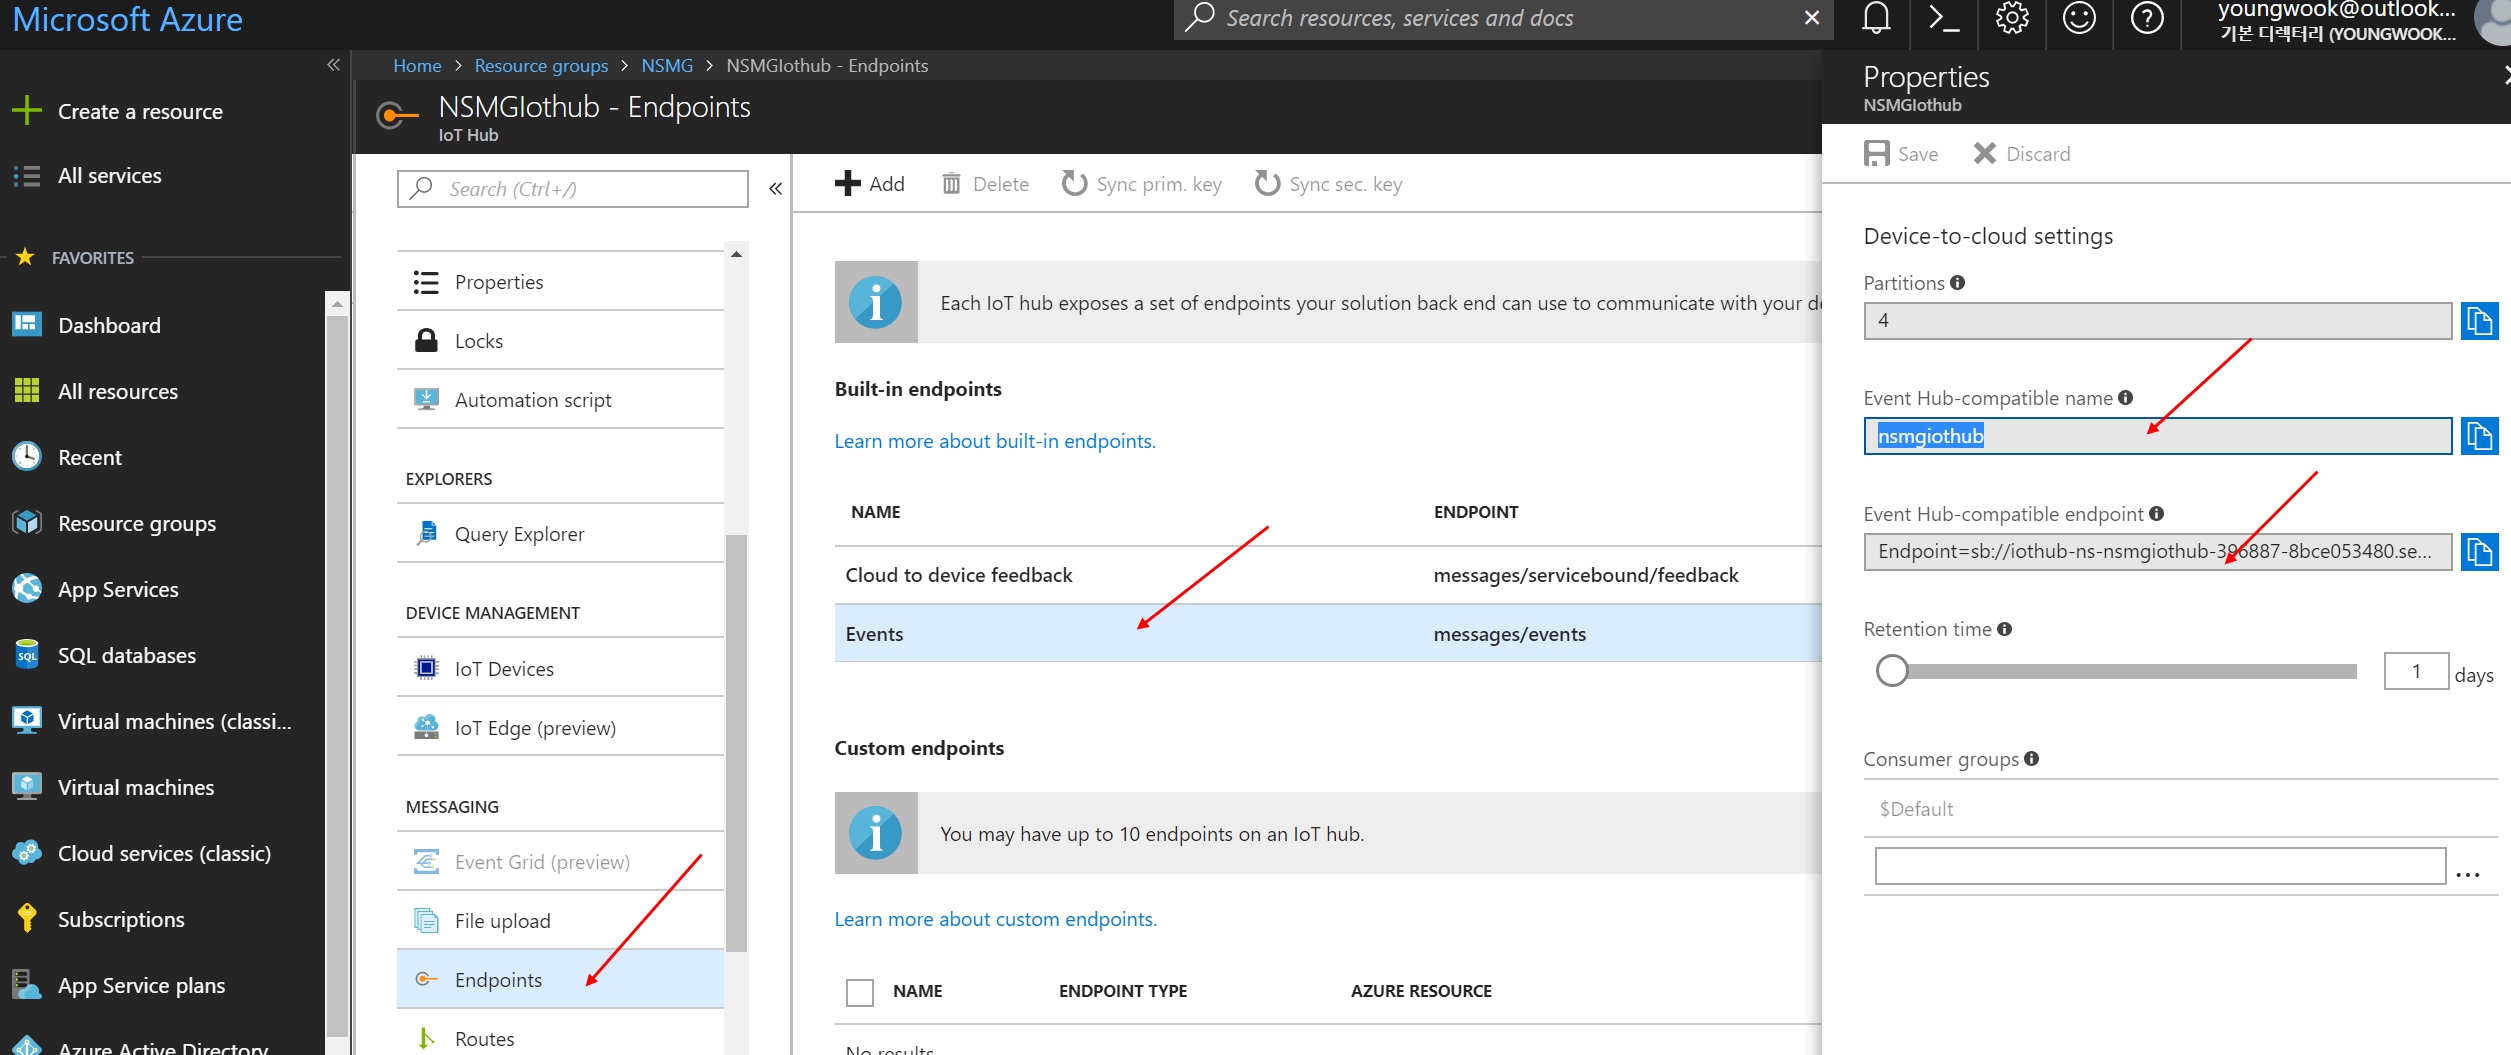 Microsoft Azure
Search resources, services and docs
youngwook@outlook...
기본 디렉터리 (YOUNGWOOK...
Create a resource
All services
FAVORITES
Dashboard
All resources
Recent
Resource groups
App Services
SQL databases
Virtual machines (classi...
Virtual machines
Cloud services (classic)
Subscriptions
App Service plans
Azure Active Directory
Home > Resource groups > NSMG > NSMGIothub - Endpoints
NSMGIothub - Endpoints
IoT Hub
Search (Ctrl+/)
Properties
Locks
Automation script
EXPLORERS
Query Explorer
DEVICE MANAGEMENT
IoT Devices
IoT Edge (preview)
MESSAGING
Event Grid (preview)
File upload
Endpoints
Routes
Add Delete Sync prim. key Sync sec. key
Each IoT hub exposes a set of endpoints your solution back end can use to communicate with your de
Built-in endpoints
Learn more about built-in endpoints.
NAME ENDPOINT
Cloud to device feedback messages/servicebound/feedback
Events messages/events
Custom endpoints
You may have up to 10 endpoints on an IoT hub.
Learn more about custom endpoints.
NAME ENDPOINT TYPE AZURE RESOURCE
No results
Properties
NSMGIothub
Save Discard
Device-to-cloud settings
Partitions
4
Event Hub-compatible name
nsmgiothub
Event Hub-compatible endpoint
Endpoint=sb://iothub-ns-nsmgiothub-396887-8bce053480.se...
Retention time
1 days
Consumer groups
$Default
...